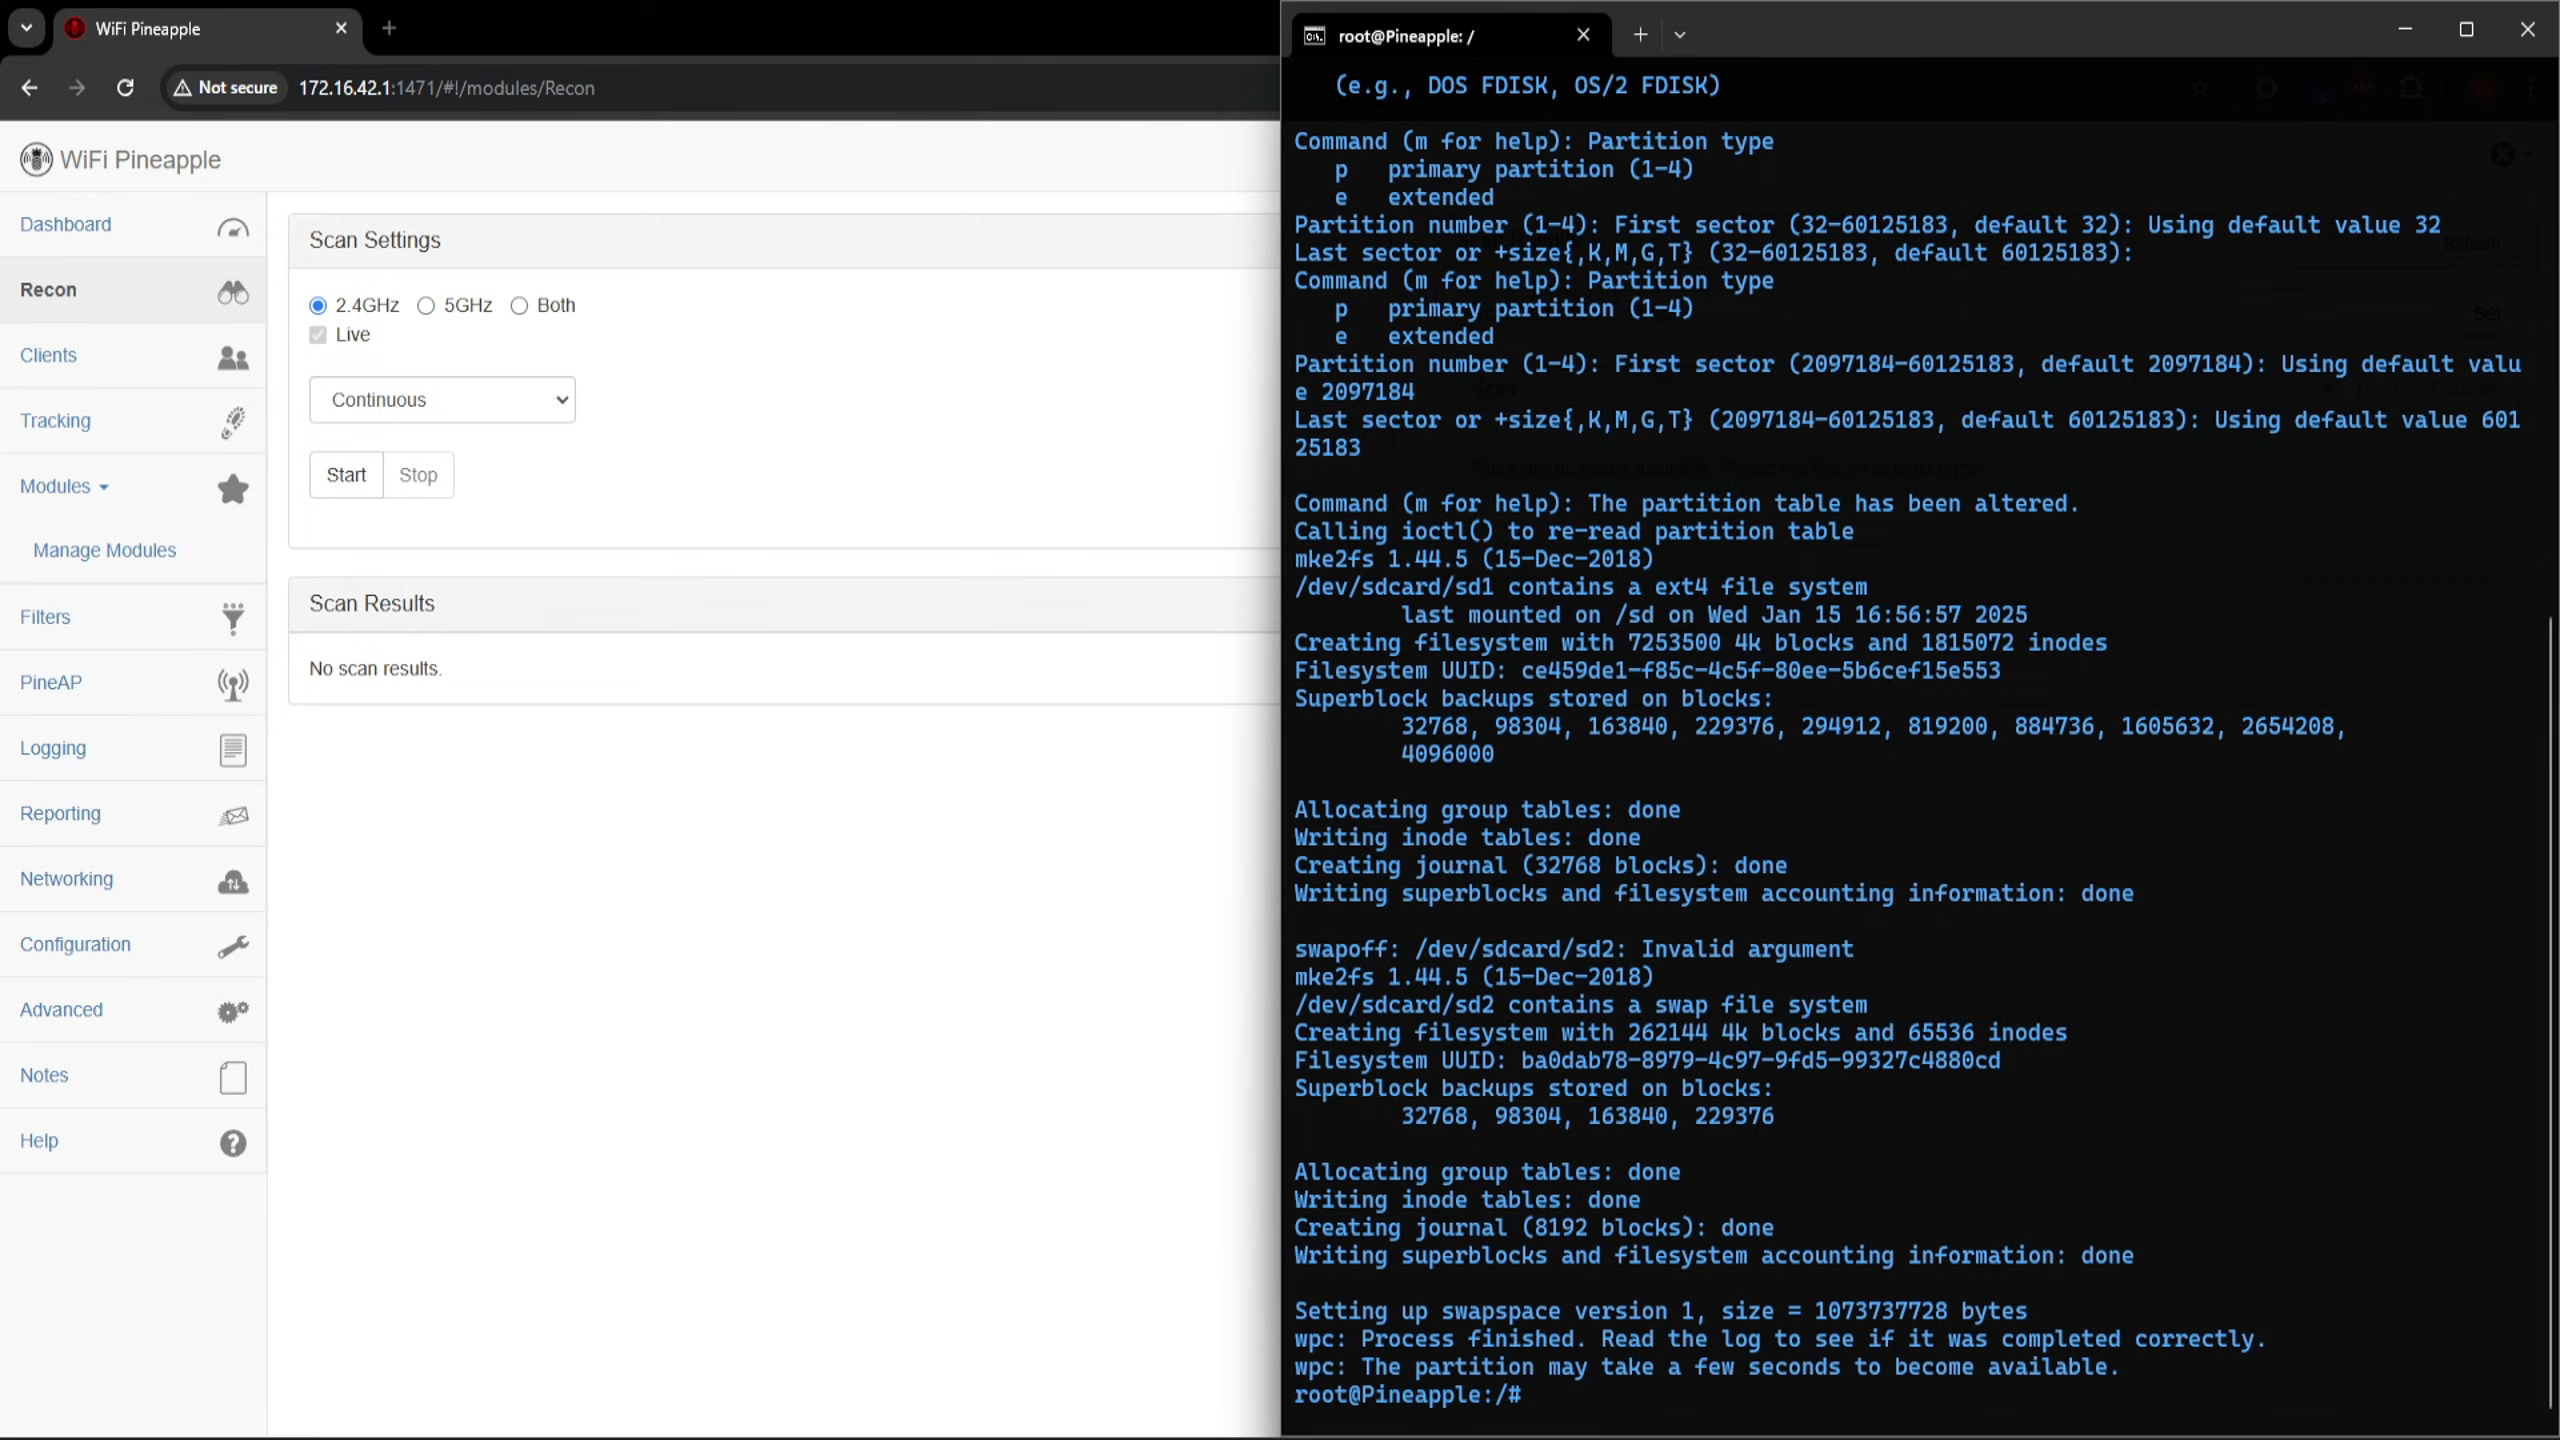 WiFi Pineapple
Not secure
172.16.42.1:1471/#!/modules/Recon
WiFi Pineapple
Dashboard
Recon
Clients
Tracking
Modules
Manage Modules
Filters
PineAP
Logging
Reporting
Networking
Configuration
Advanced
Notes
Help
Scan Settings
2.4GHz 5GHz Both
Live
Continuous
Start Stop
Scan Results
No scan results.
root@Pineapple: /
(e.g., DOS FDISK, OS/2 FDISK)
Command (m for help): Partition type
p primary partition (1-4)
e extended
Partition number (1-4): First sector (32-60125183, default 32): Using default value 32
Last sector or +size{,K,M,G,T} (32-60125183, default 60125183):
Command (m for help): Partition type
p primary partition (1-4)
e extended
Partition number (1-4): First sector (2097184-60125183, default 2097184): Using default valu
e 2097184
Last sector or +size{,K,M,G,T} (2097184-60125183, default 60125183): Using default value 601
25183
Command (m for help): The partition table has been altered.
Calling ioctl() to re-read partition table
mke2fs 1.44.5 (15-Dec-2018)
/dev/sdcard/sd1 contains a ext4 file system
last mounted on /sd on Wed Jan 15 16:56:57 2025
Creating filesystem with 7253500 4k blocks and 1815072 inodes
Filesystem UUID: ce459de1-f85c-4c5f-80ee-5b6cef15e553
Superblock backups stored on blocks:
32768, 98304, 163840, 229376, 294912, 819200, 884736, 1605632, 2654208,
4096000
Allocating group tables: done
Writing inode tables: done
Creating journal (32768 blocks): done
Writing superblocks and filesystem accounting information: done
swapoff: /dev/sdcard/sd2: Invalid argument
mke2fs 1.44.5 (15-Dec-2018)
/dev/sdcard/sd2 contains a swap file system
Creating filesystem with 262144 4k blocks and 65536 inodes
Filesystem UUID: ba0dab78-8979-4c97-9fd5-99327c4880cd
Superblock backups stored on blocks:
32768, 98304, 163840, 229376
Allocating group tables: done
Writing inode tables: done
Creating journal (8192 blocks): done
Writing superblocks and filesystem accounting information: done
Setting up swapspace version 1, size = 1073737728 bytes
wpc: Process finished. Read the log to see if it was completed correctly.
wpc: The partition may take a few seconds to become available.
root@Pineapple:/#